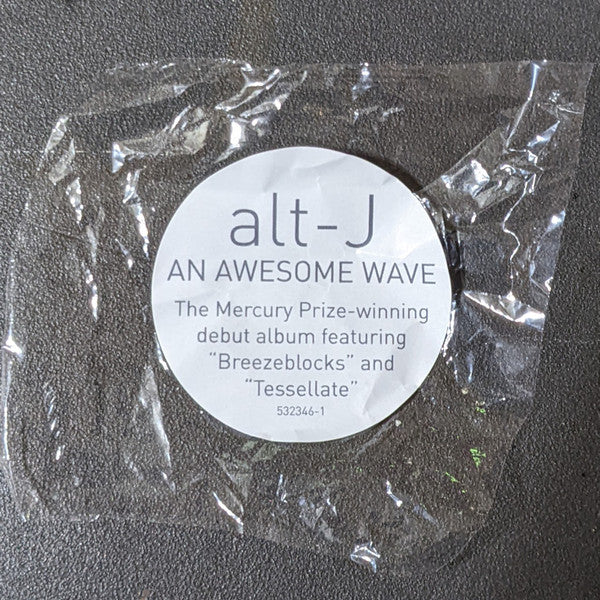 alt-J
AN AWESOME WAVE
The Mercury Prize-winning
debut album featuring
“Breezeblocks” and
“Tessellate”
532346-1